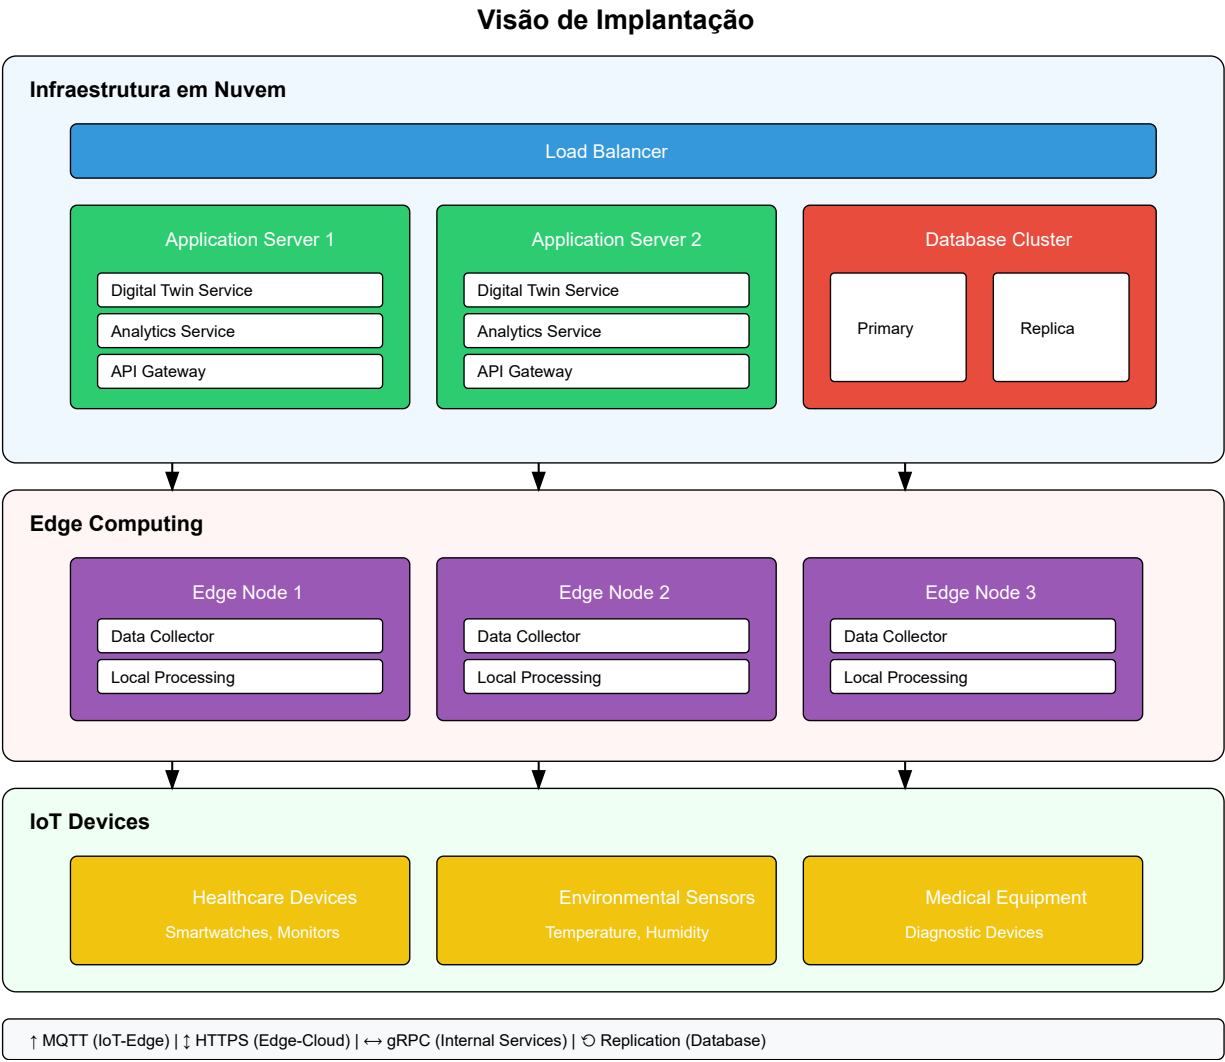 Visão de Implantação
Infraestrutura em Nuvem
Load Balancer
Application Server 1
Digital Twin Service
Analytics Service
API Gateway
Application Server 2
Digital Twin Service
Analytics Service
API Gateway
Database Cluster
Primary
Replica
Edge Computing
Edge Node 1
Data Collector
Local Processing
Edge Node 2
Data Collector
Local Processing
Edge Node 3
Data Collector
Local Processing
IoT Devices
Healthcare Devices
Smartwatches, Monitors
Environmental Sensors
Temperature, Humidity
Medical Equipment
Diagnostic Devices
↑ MQTT (IoT-Edge) | ↕ HTTPS (Edge-Cloud) | ↔ gRPC (Internal Services) | ⟲ Replication (Database)